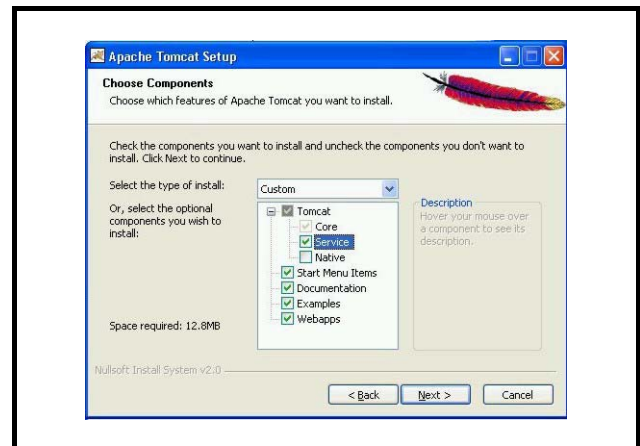 Apache Tomcat Setup
Choose Components
Choose which features of Apache Tomcat you want to install.
Check the components you want to install and uncheck the components you don't want to
install. Click Next to continue.
Select the type of install:
Custom
Or, select the optional
components you wish to
install:
Tomcat
Core
Service
Native
Start Menu Items
Documentation
Examples
Webapps
Description
Hover your mouse over
a component to see its
description.
Space required: 12.8MB
Nullsoft Install System v2.0
< Back
Next >
Cancel